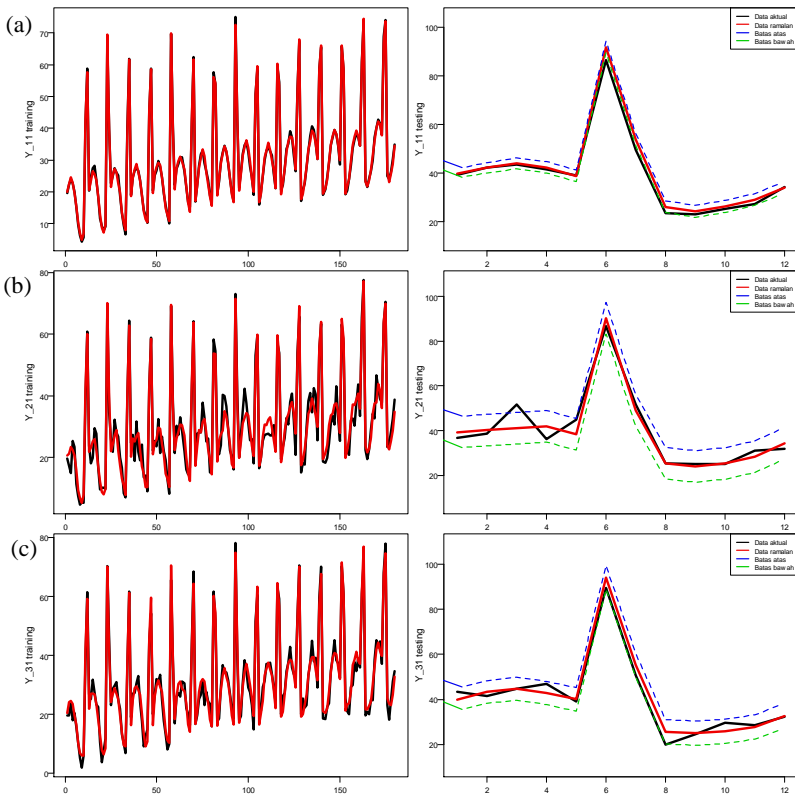 (a)
Y_11 training
70
60
50
40
30
20
10
0 50 100 150
Y_11 testing
100
80
60
40
20
2 4 6 8 10 12
Data aktual
Data ramalan
Batas atas
Batas bawah
(b)
Y_21 training
80
60
40
20
0 50 100 150
Y_21 testing
100
80
60
40
20
2 4 6 8 10 12
Data aktual
Data ramalan
Batas atas
Batas bawah
(c)
Y_31 training
80
60
40
20
0
0 50 100 150
Y_31 testing
100
80
60
40
20
2 4 6 8 10 12
Data aktual
Data ramalan
Batas atas
Batas bawah